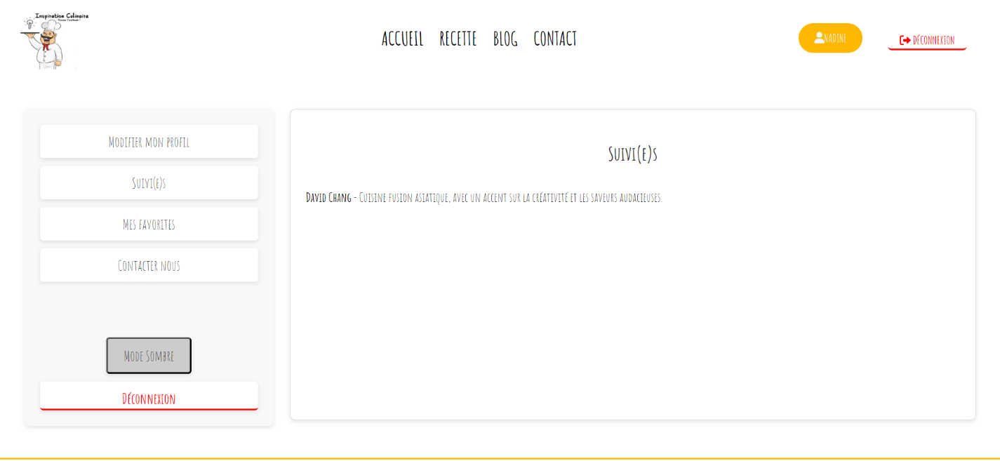 Inspiration Culinaire
ACCUEIL RECETTE BLOG CONTACT
NADINE
DÉCONNEXION
Modifier mon profil
Suivi(e)s
Mes favorites
Contacter nous
Mode Sombre
Déconnexion
Suivi(e)s
David Chang - Cuisine fusion asiatique, avec un accent sur la créativité et les saveurs audacieuses.